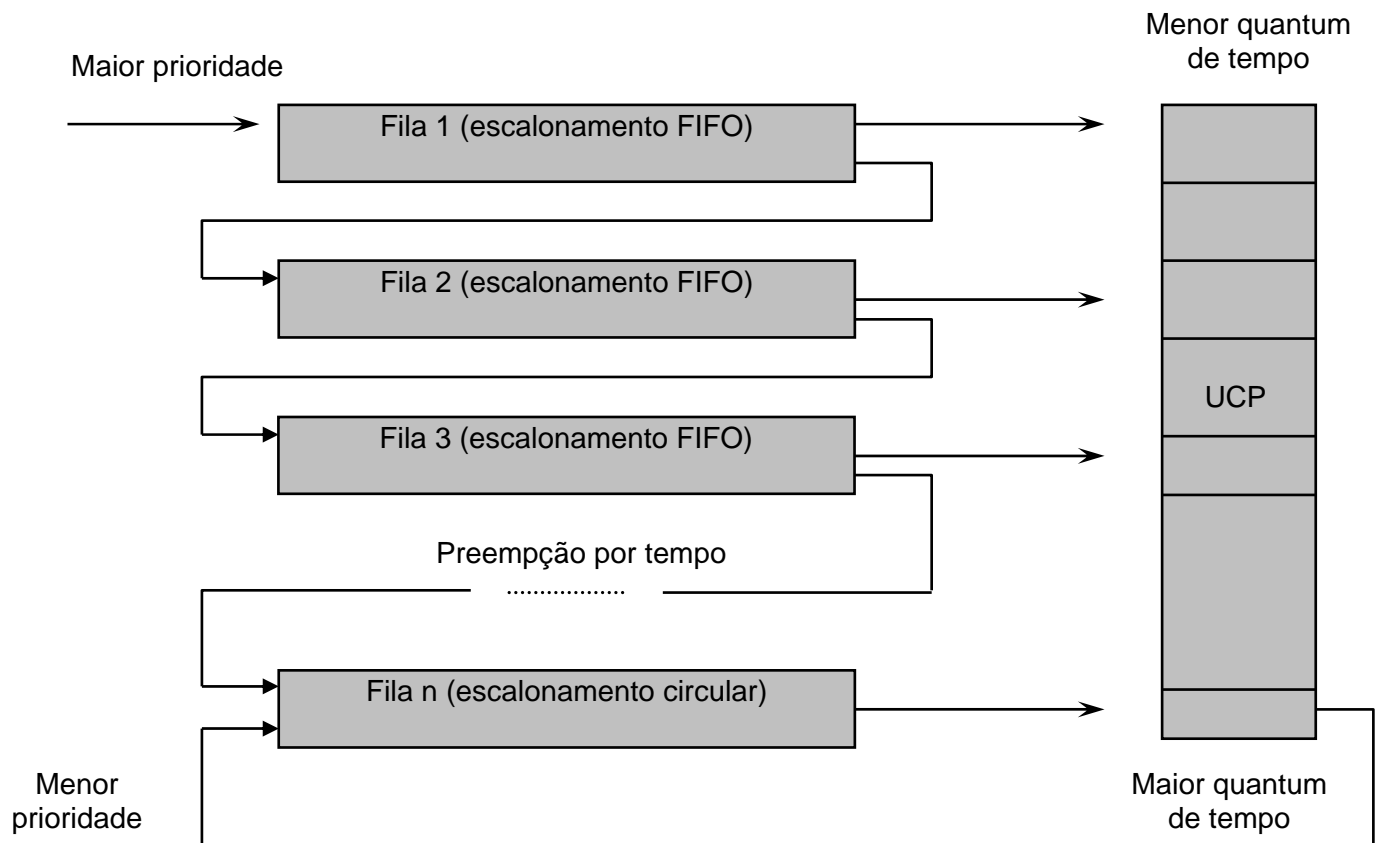 Menor quantum
de tempo
Maior prioridade
Fila 1 (escalonamento FIFO)
Fila 2 (escalonamento FIFO)
UCP
Fila 3 (escalonamento FIFO)
Preempção por tempo
..................
Fila n (escalonamento circular)
Menor
prioridade
Maior quantum
de tempo